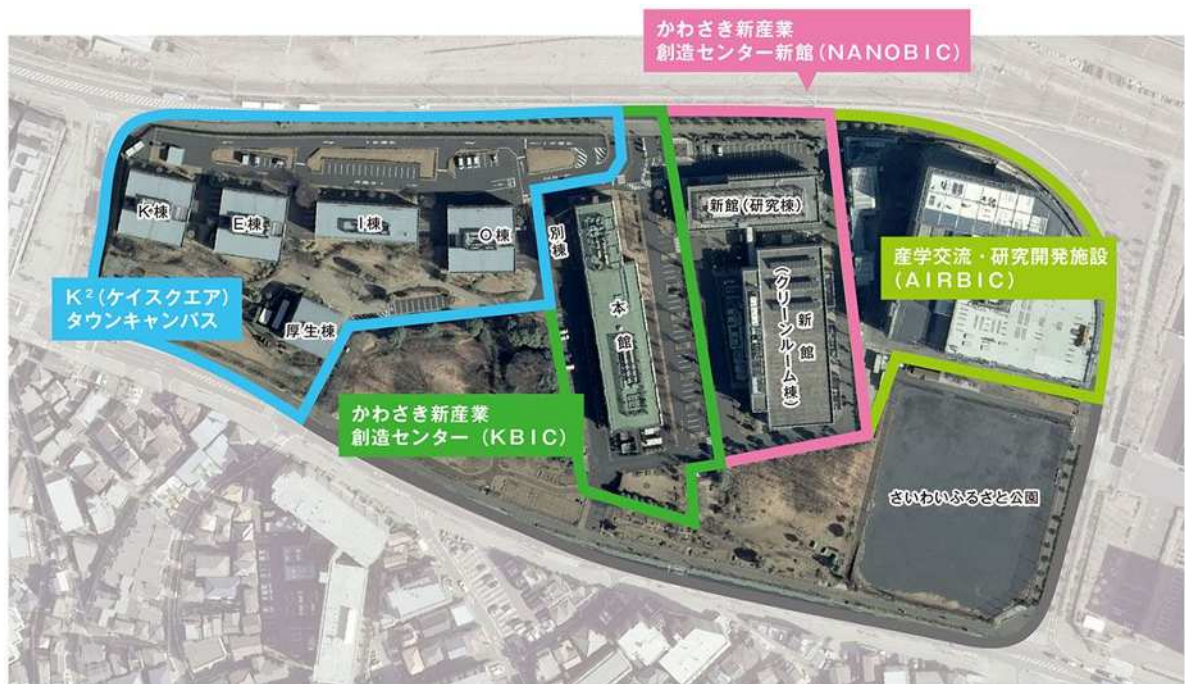 かわさき新産業
創造センター新館(NANOBIC)
K棟
E棟
I棟
O棟
別棟
新館(研究棟)
産学交流・研究開発施設
(AIRBIC)
K²(ケイスクエア)
タウンキャンパス
厚生棟
本館
新館
(クリーンルーム棟)
かわさき新産業
創造センター(KBIC)
さいわいふるさと公園